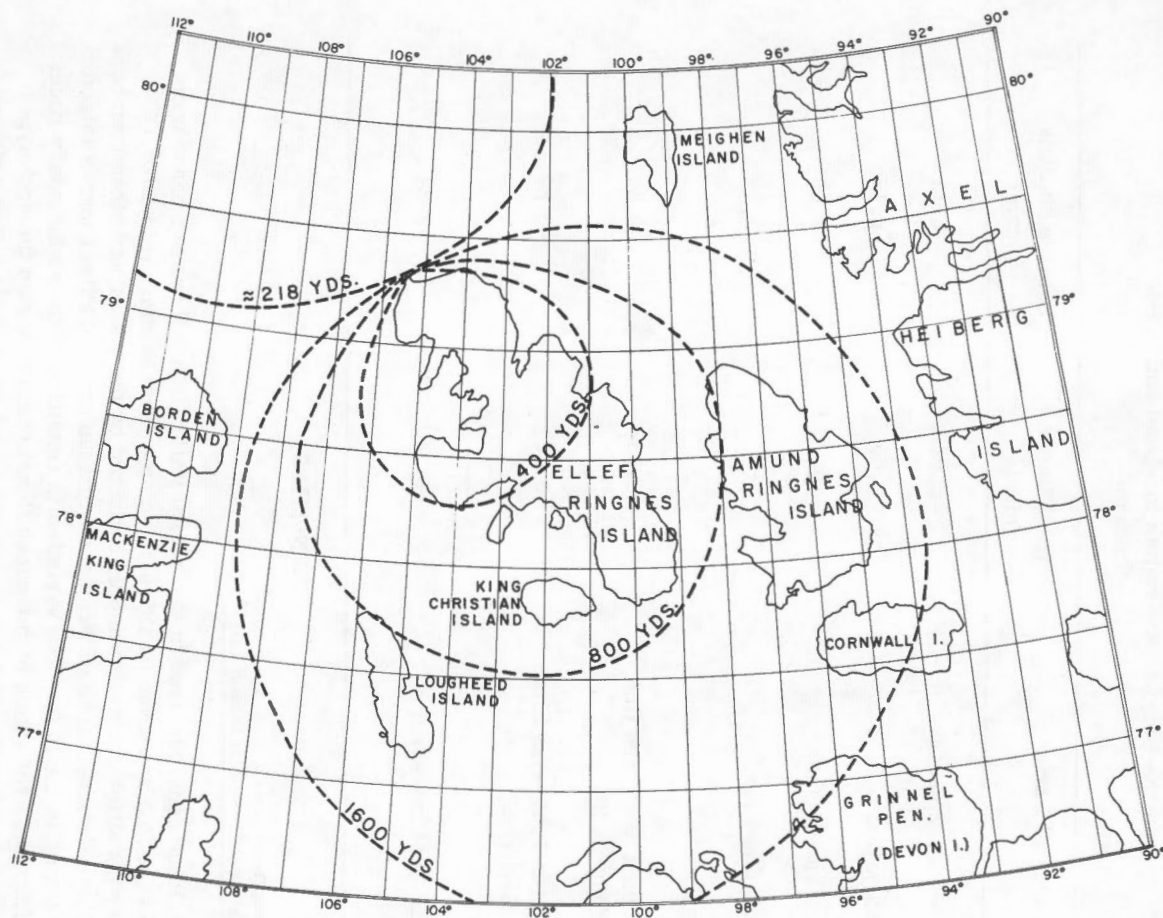 112°
110°
108°
106°
104°
102°
100°
98°
96°
94°
92°
90°
80°
80°
MEIGHEN
ISLAND
AXEL
≈218 YDS.
79°
79°
HEIBERG
BORDEN
ISLAND
ISLAND
400 YDS.
ELLEF
RINGNES
ISLAND
AMUND
RINGNES
ISLAND
78°
78°
MACKENZIE
KING
ISLAND
KING
CHRISTIAN
ISLAND
800 YDS.
CORNWALL I.
LOUGHEED
ISLAND
77°
77°
1600 YDS
GRINNEL
PEN.
(DEVON I.)
112°
110°
108°
106°
104°
102°
100°
98°
96°
94°
92°
90°